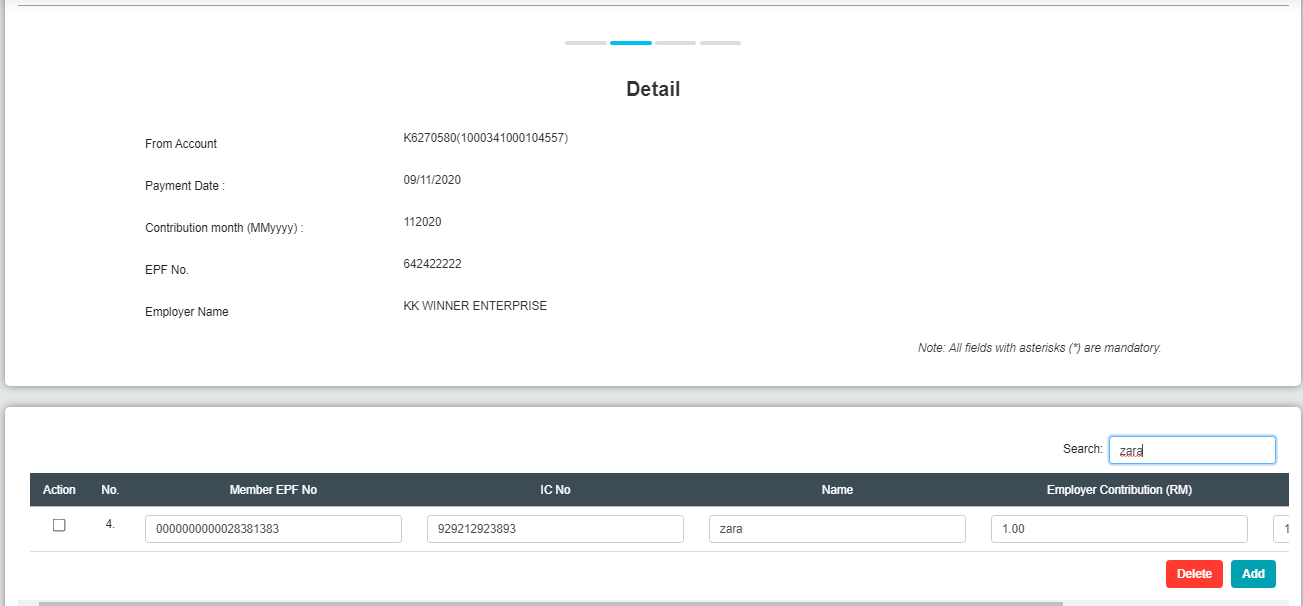 Detail
From Account K6270580(1000341000104557)
Payment Date : 09/11/2020
Contribution month (MMyyyy) : 112020
EPF No. 642422222
Employer Name KK WINNER ENTERPRISE
Note: All fields with asterisks (*) are mandatory.
Search: zara
Action No. Member EPF No IC No Name Employer Contribution (RM)
4. 0000000000028381383 929212923893 zara 1.00 1
Delete Add